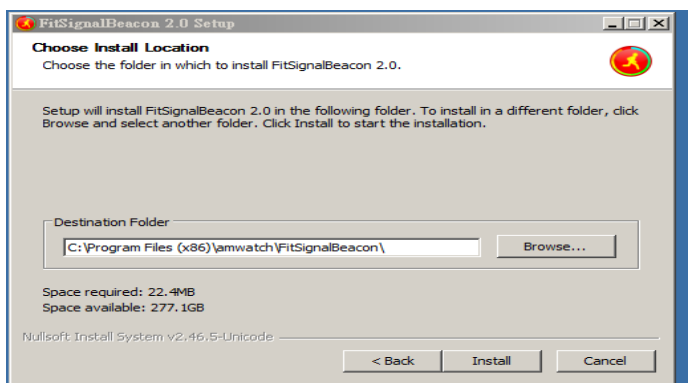 FitSignalBeacon 2.0 Setup
Choose Install Location
Choose the folder in which to install FitSignalBeacon 2.0.
Setup will install FitSignalBeacon 2.0 in the following folder. To install in a different folder, click
Browse and select another folder. Click Install to start the installation.
Destination Folder
C:\Program Files (x86)\amwatch\FitSignalBeacon\
Browse...
Space required: 22.4MB
Space available: 277.1GB
Nullsoft Install System v2.46.5-Unicode
< Back
Install
Cancel